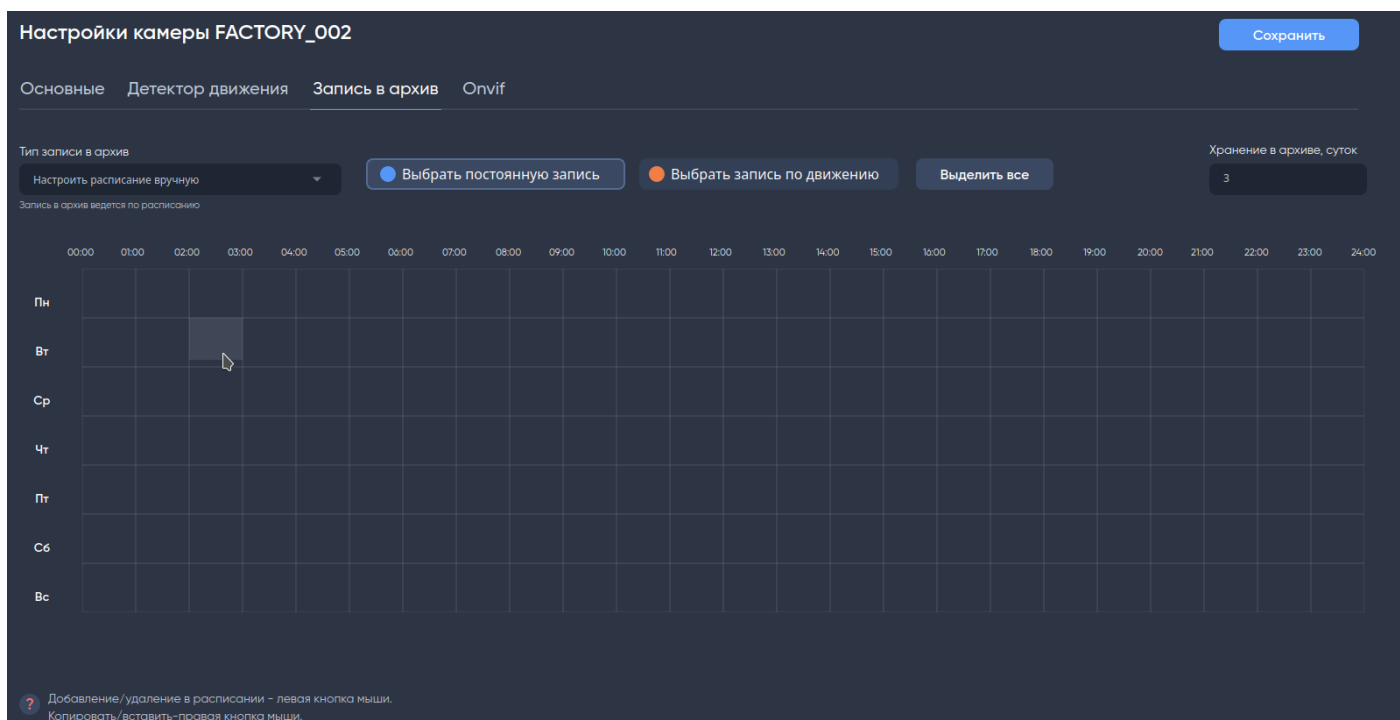 Настройки камеры FACTORY_002
Сохранить
Основные Детектор движения Запись в архив Onvif
Тип записи в архив
Хранение в архиве, суток
Настроить расписание вручную
Выбрать постоянную запись
Выбрать запись по движению
Выделить все
3
Запись в архив ведется по расписанию
00:00 01:00 02:00 03:00 04:00 05:00 06:00 07:00 08:00 09:00 10:00 11:00 12:00 13:00 14:00 15:00 16:00 17:00 18:00 19:00 20:00 21:00 22:00 23:00 24:00
Пн
Вт
Ср
Чт
Пт
Сб
Вс
? Добавление/удаление в расписании - левая кнопка мыши.
Копировать/вставить-правая кнопка мыши.